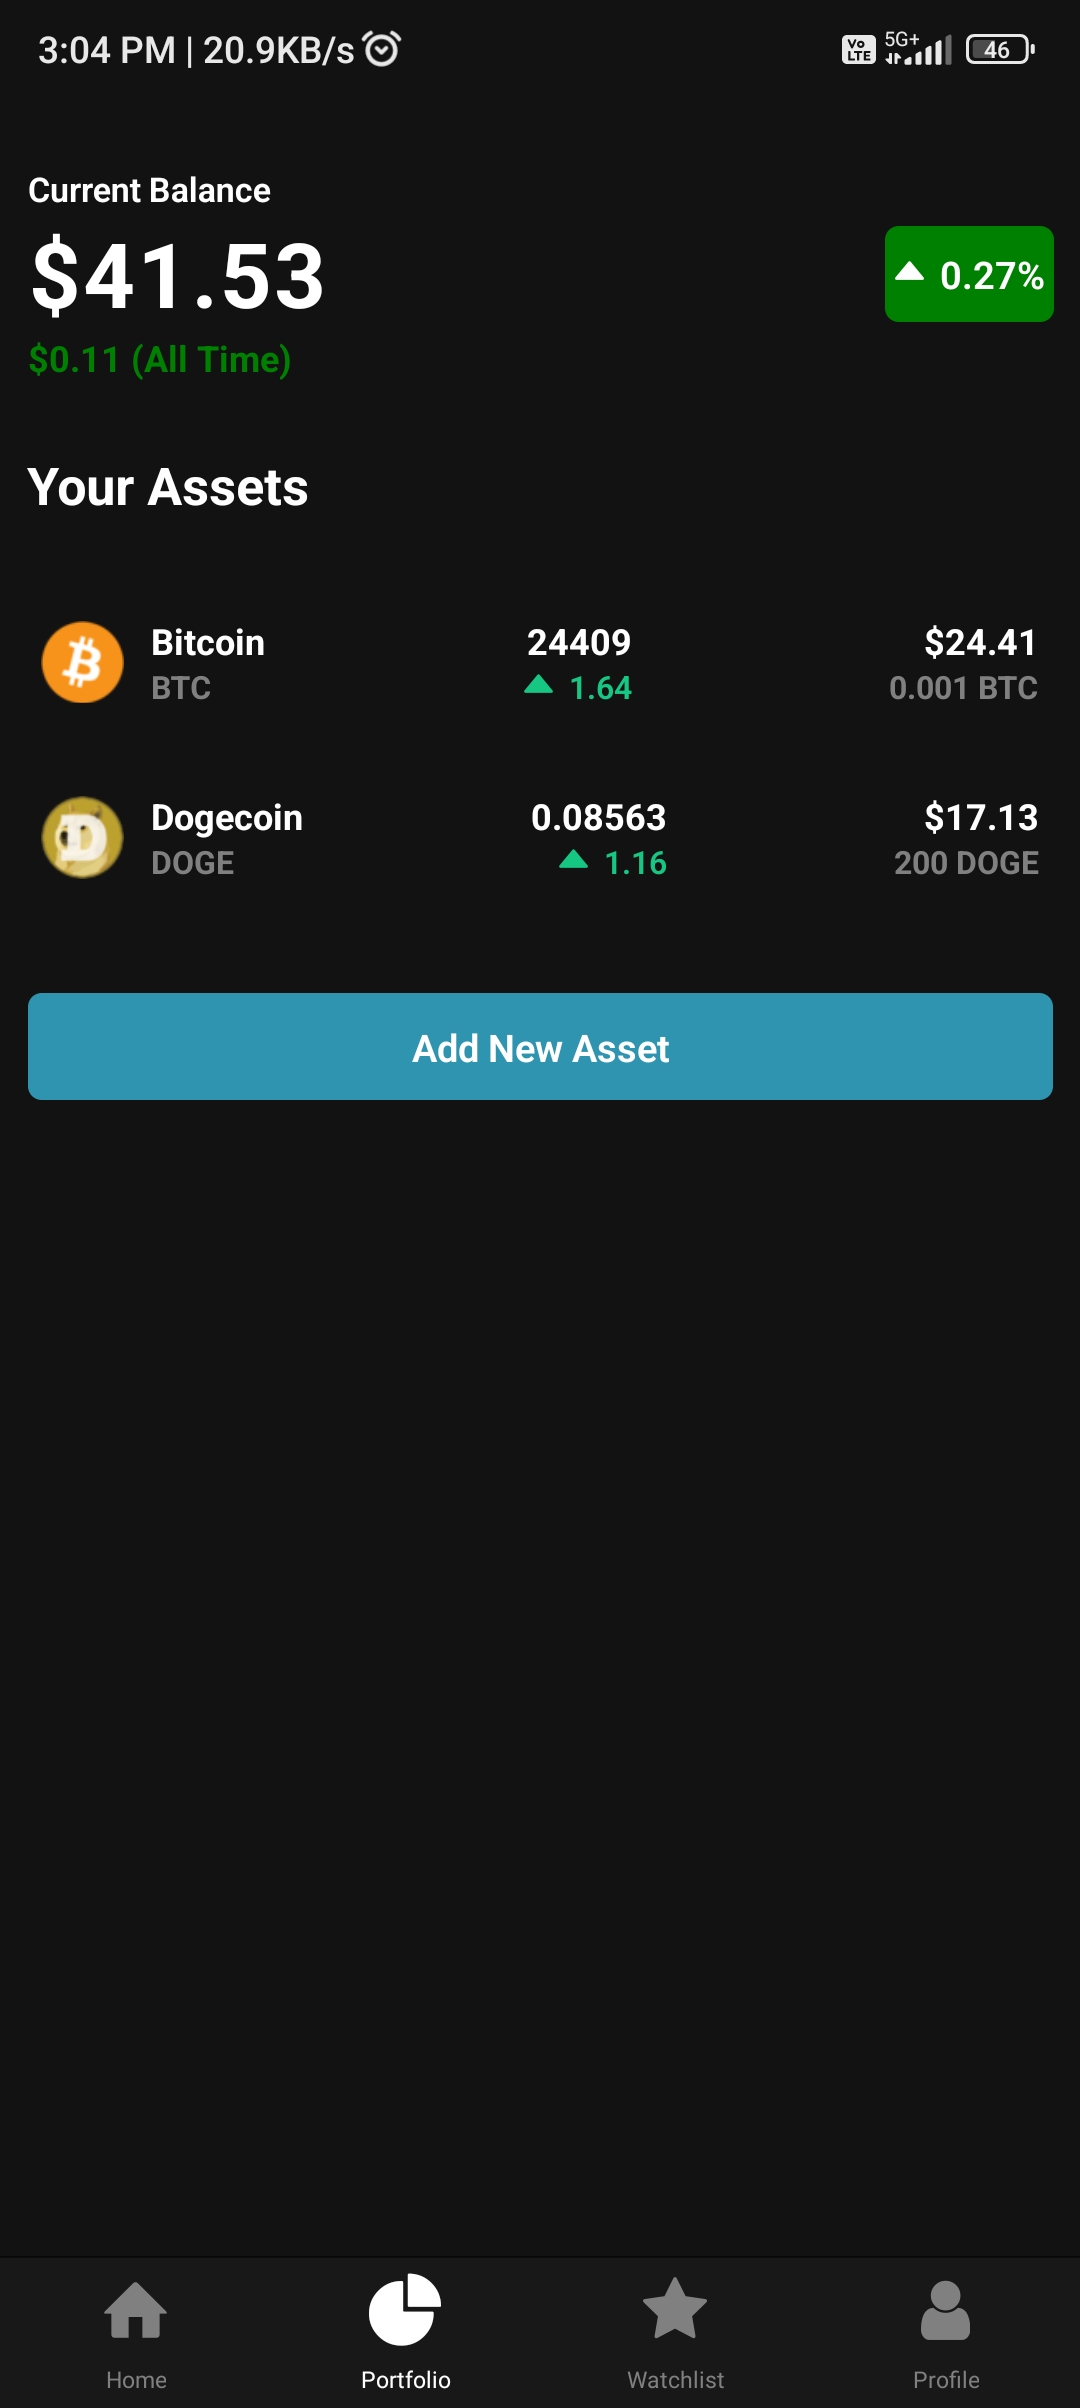 3:04 PM | 20.9KB/s
Vo LTE 5G+ 46
Current Balance
$41.53
0.27%
$0.11 (All Time)
Your Assets
Bitcoin 24409 $24.41
BTC 1.64 0.001 BTC
Dogecoin 0.08563 $17.13
DOGE 1.16 200 DOGE
Add New Asset
Home Portfolio Watchlist Profile